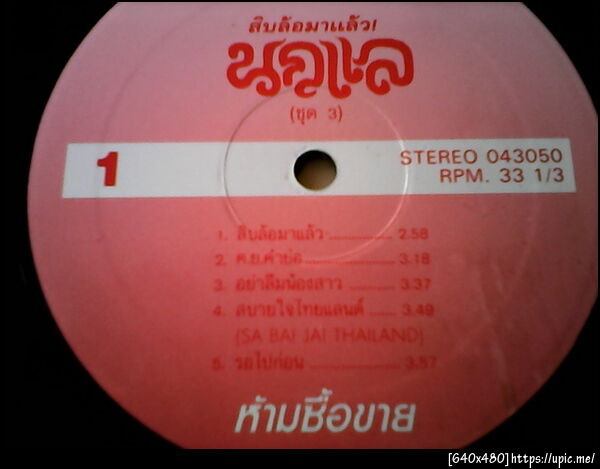 สิบล้อมาแล้ว!
นกแล
(ชุด 3)
1
STEREO 043050
RPM. 33 1/3
1. สิบล้อมาแล้ว ............... 2.58
2. ค.ย.คำย่อ ..................... 3.18
3. อย่าลืมน้องสาว ............ 3.37
4. สบายใจไทยแลนด์ ....... 3.49
(SA BAI JAI THAILAND)
5. รอไปก่อน ........................ 3.57
ห้ามซื้อขาย
[640x480]https://upic.me/